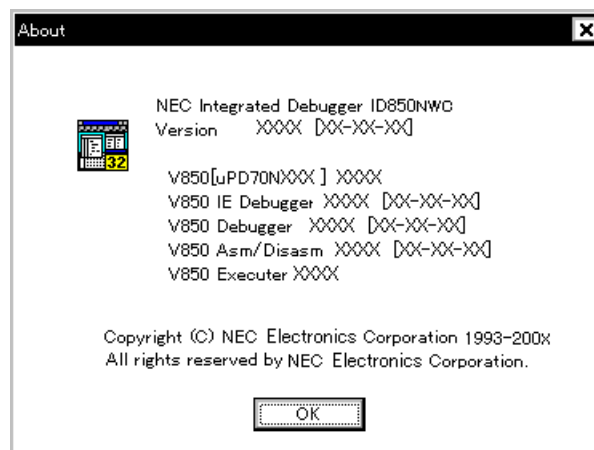 About
NEC Integrated Debugger ID850NWC
Version XXXX [XX-XX-XX]
32
V850[uPD70NXXX ] XXXX
V850 IE Debugger XXXX [XX-XX-XX]
V850 Debugger XXXX [XX-XX-XX]
V850 Asm/Disasm XXXX [XX-XX-XX]
V850 Executer XXXX
Copyright (C) NEC Electronics Corporation 1993-200x
All rights reserved by NEC Electronics Corporation.
OK